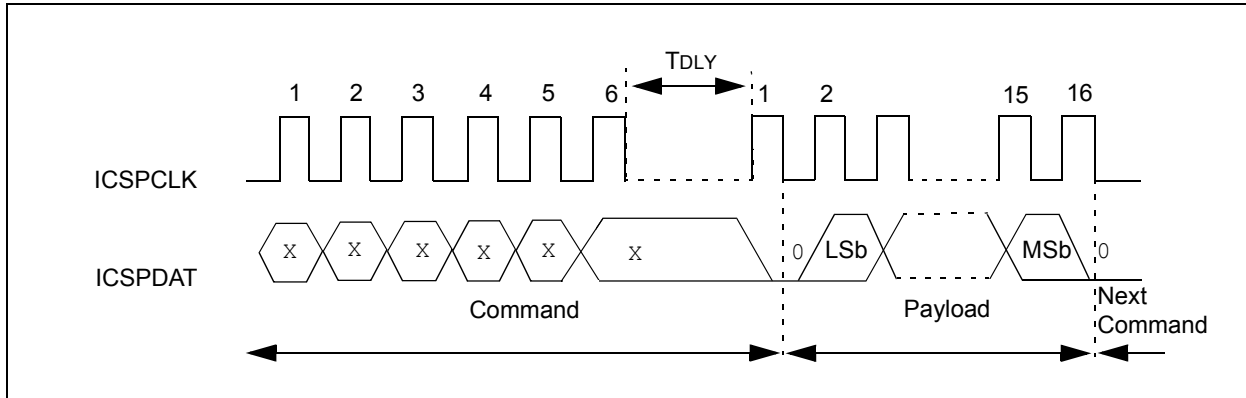 TDLY
1 2 3 4 5 6 1 2 15 16
ICSPCLK
X X X X X X 0 LSb MSb 0
ICSPDAT
Command Payload Next
Command